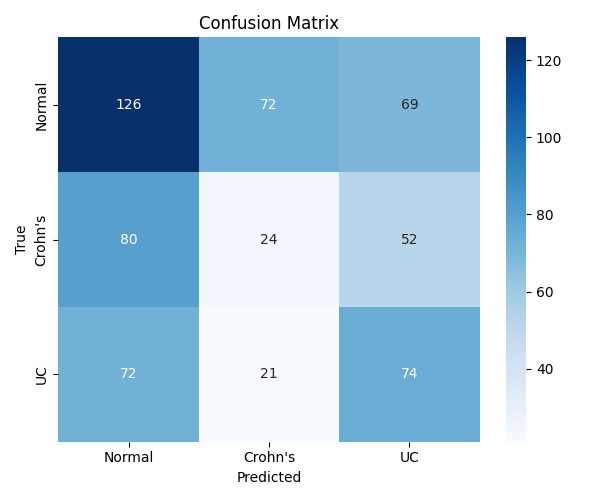 Confusion Matrix
True
Normal 126 72 69
Crohn's 80 24 52
UC 72 21 74
Normal Crohn's UC
Predicted
120
100
80
60
40